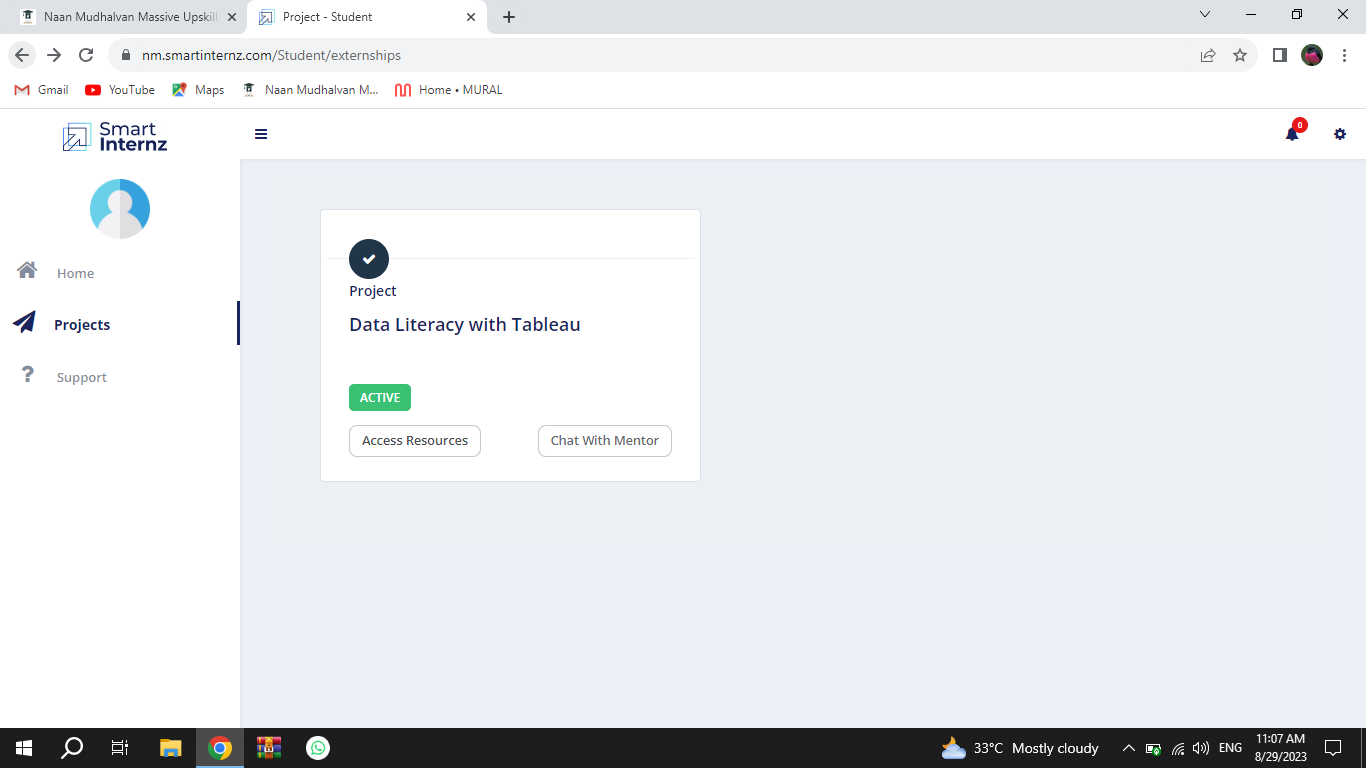 Naan Mudhalvan Massive Upskill
Project - Student
nm.smartinternz.com/Student/externships
Gmail
YouTube
Maps
Naan Mudhalvan M...
Home • MURAL
Smart
Internz
0
Home
Projects
Support
Project
Data Literacy with Tableau
ACTIVE
Access Resources
Chat With Mentor
33°C Mostly cloudy
ENG
11:07 AM
8/29/2023